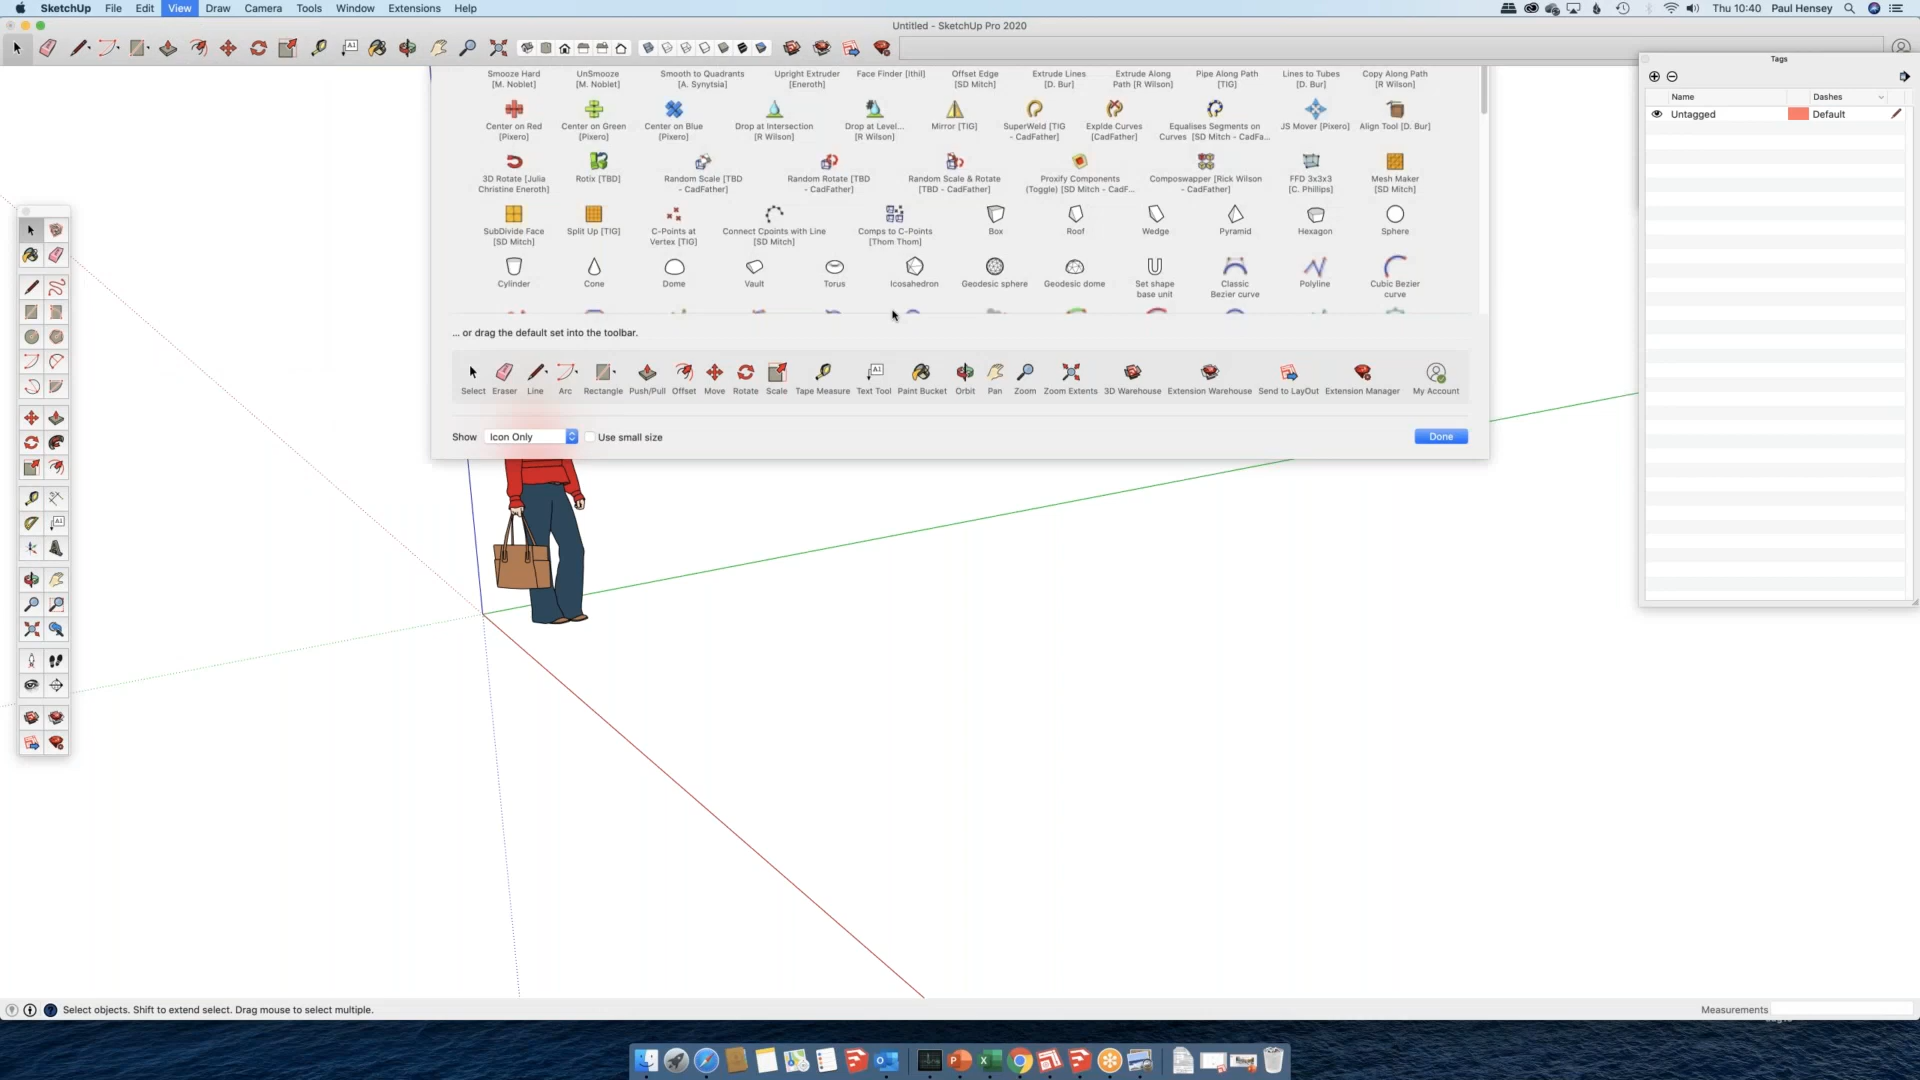 SketchUp File Edit View Draw Camera Tools Window Extensions Help
Thu 10:40 Paul Hensey
Untitled - SketchUp Pro 2020
Tags
Name Dashes
Untagged Default
Smooze Hard [M. Noblet]
UnSmooze [M. Noblet]
Smooth to Quadrants [A. Synytsia]
Upright Extruder [Eneroth]
Face Finder [Ithil]
Offset Edge [SD Mitch]
Extrude Lines [D. Bur]
Extrude Along Path [R Wilson]
Pipe Along Path [TIG]
Lines to Tubes [D. Bur]
Copy Along Path [R Wilson]
Center on Red [Pixero]
Center on Green [Pixero]
Center on Blue [Pixero]
Drop at Intersection [R Wilson]
Drop at Level... [R Wilson]
Mirror [TIG]
SuperWeld [TIG - CadFather]
Explde Curves [CadFather]
Equalises Segments on Curves [SD Mitch - CadFa...
JS Mover [Pixero]
Align Tool [D. Bur]
3D Rotate [Julia Christine Eneroth]
Rotix [TBD]
Random Scale [TBD - CadFather]
Random Rotate [TBD - CadFather]
Random Scale & Rotate [TBD - CadFather]
Proxify Components (Toggle) [SD Mitch - CadF...
Composwapper [Rick Wilson - CadFather]
FFD 3x3x3 [C. Phillips]
Mesh Maker [SD Mitch]
SubDivide Face [SD Mitch]
Split Up [TIG]
C-Points at Vertex [TIG]
Connect Cpoints with Line [SD Mitch]
Comps to C-Points [Thom Thom]
Box
Roof
Wedge
Pyramid
Hexagon
Sphere
Cylinder
Cone
Dome
Vault
Torus
Icosahedron
Geodesic sphere
Geodesic dome
Set shape base unit
Classic Bezier curve
Polyline
Cubic Bezier curve
... or drag the default set into the toolbar.
Select Eraser Line Arc Rectangle Push/Pull Offset Move Rotate Scale Tape Measure Text Tool Paint Bucket Orbit Pan Zoom Zoom Extents 3D Warehouse Extension Warehouse Send to LayOut Extension Manager My Account
Show Icon Only Use small size Done
Select objects. Shift to extend select. Drag mouse to select multiple.
Measurements